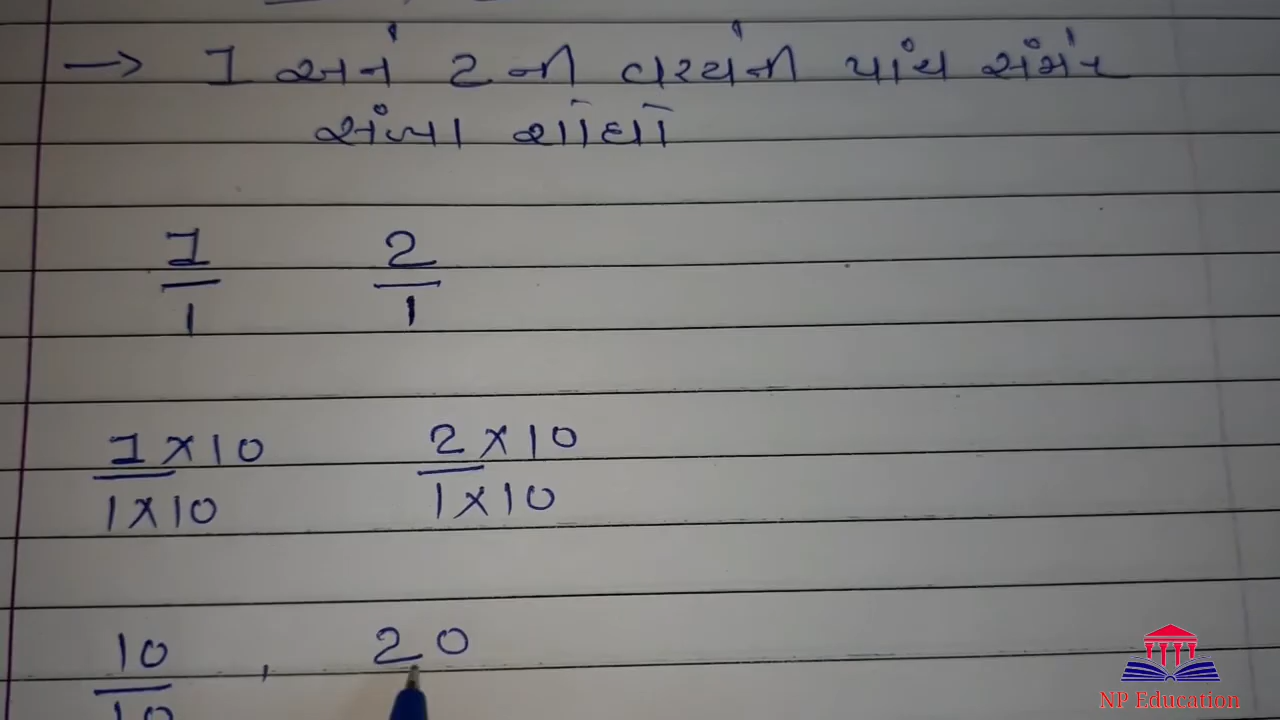 → 1 અને 2 ની વચ્ચેની પાંચ સંમેય
સંખ્યા શોધો
1/1 2/1
1×10/1×10 2×10/1×10
10/10 , 20
NP Education